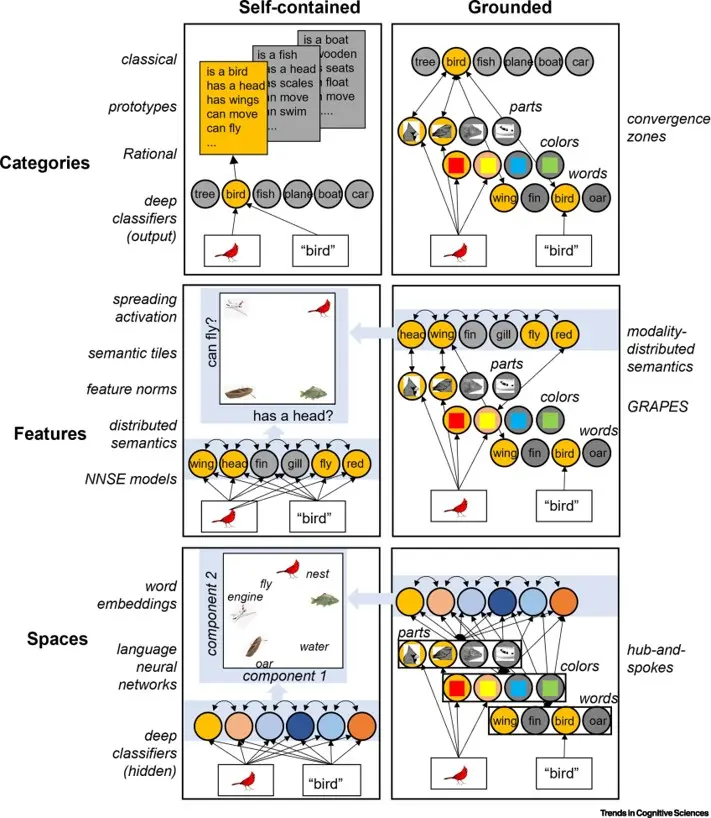 Self-contained
Grounded
Categories
classical
prototypes
Rational
deep
classifiers
(output)
is a bird
has a head
has wings
can move
can fly
...
is a fish
has a head
has scales
can move
can swim
...
is a boat
wooden
seats
float
move
....
tree bird fish plane boat car
"bird"
tree bird fish plane boat car
parts
colors
words
wing fin bird oar
"bird"
convergence
zones
Features
spreading
activation
semantic tiles
feature norms
distributed
semantics
NNSE models
can fly?
has a head?
wing head fin gill fly red
"bird"
head wing fin gill fly red
parts
colors
words
wing fin bird oar
"bird"
modality-
distributed
semantics
GRAPES
Spaces
word
embeddings
language
neural
networks
deep
classifiers
(hidden)
component 2
nest
fly
engine
water
oar
component 1
"bird"
parts
colors
words
wing fin bird oar
"bird"
hub-and-
spokes
Trends in Cognitive Sciences